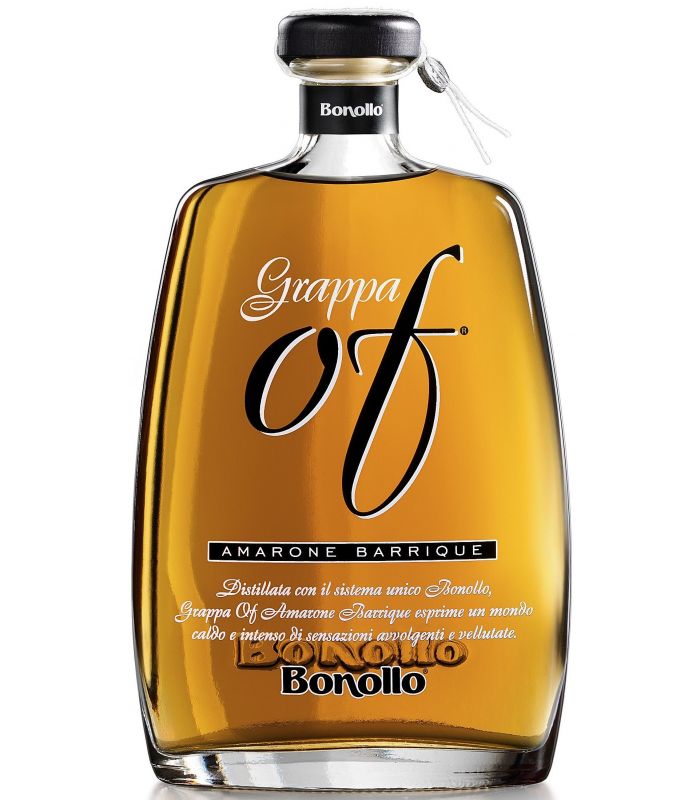 Bonollo
Grappa
of®
AMARONE BARRIQUE
Distillata con il sistema unico Bonollo,
Grappa Of Amarone Barrique esprime un mondo
caldo e intenso di sensazioni avvolgenti e vellutate.
BONOLLO
Bonollo®